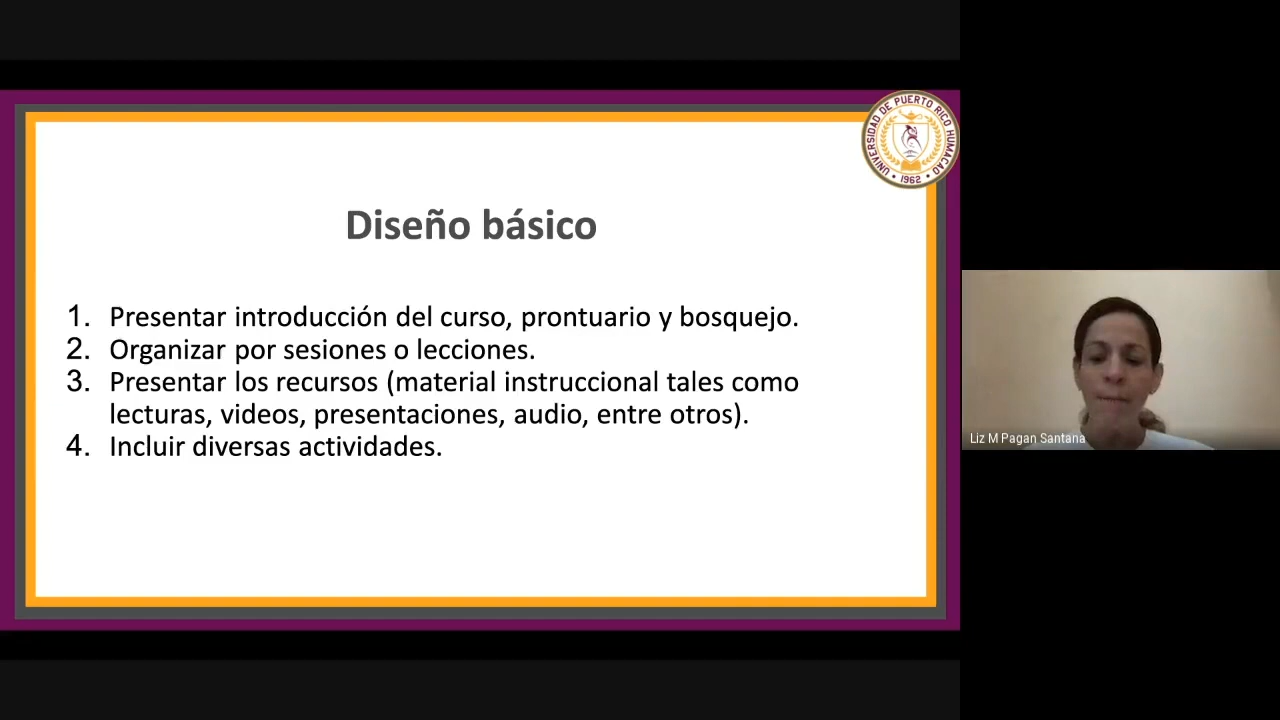 UNIVERSIDAD DE PUERTO RICO HUMACAO
• 1962 •
Diseño básico
1. Presentar introducción del curso, prontuario y bosquejo.
2. Organizar por sesiones o lecciones.
3. Presentar los recursos (material instruccional tales como
lecturas, videos, presentaciones, audio, entre otros).
4. Incluir diversas actividades.
Liz M Pagan Santana